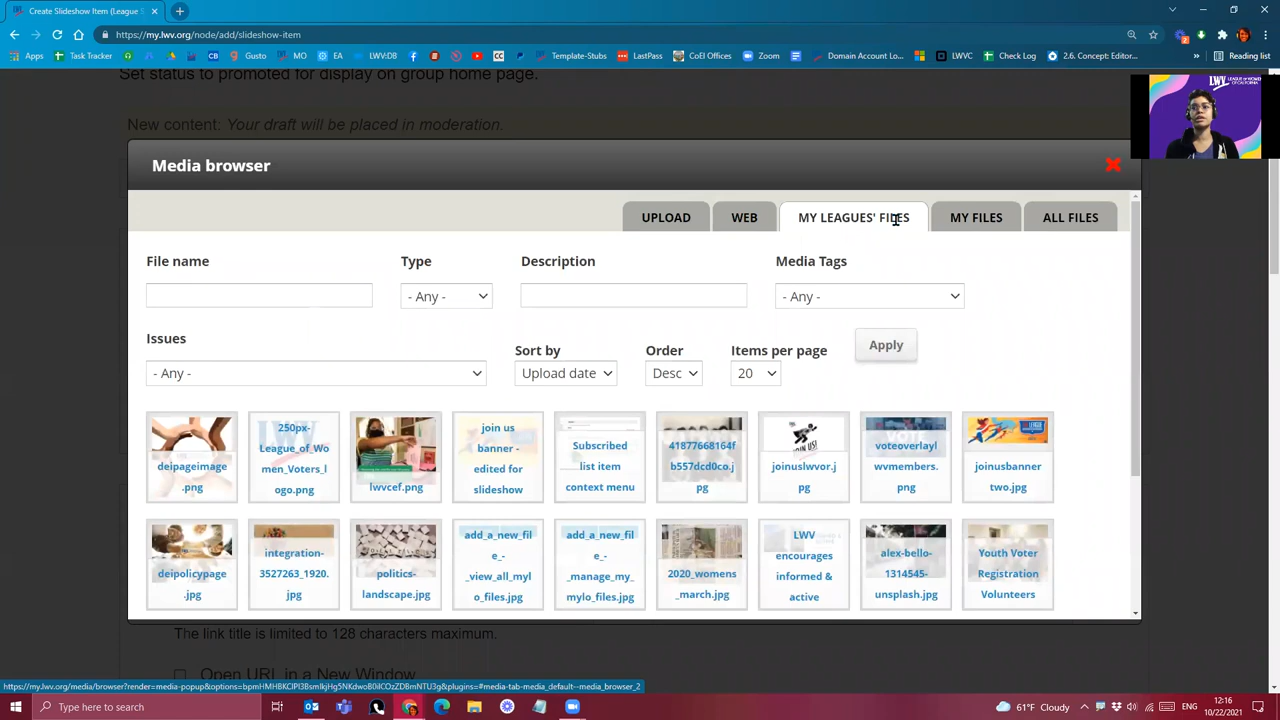 Create Slideshow Item (League S
https://my.lwv.org/node/add/slideshow-item
Apps
Task Tracker
Gusto
MO
EA
LWV:DB
Template-Stubs
LastPass
CoEI Offices
Zoom
Domain Account Lo...
LWVC
Check Log
2.6. Concept: Editor...
Reading list
Set status to promoted for display on group home page.
New content: Your draft will be placed in moderation.
Media browser
UPLOAD
WEB
MY LEAGUES' FILES
MY FILES
ALL FILES
File name
Type
Description
Media Tags
- Any -
- Any -
Issues
Sort by
Order
Items per page
Apply
- Any -
Upload date
Desc
20
deipageimage
.png
250px-
League_of_Wo
men_Voters_l
ogo.png
lwvcef.png
join us
banner -
edited for
slideshow
Subscribed
list item
context menu
41877668164f
b557dcd0co.j
pg
joinuslwvor.j
pg
voteoverlayl
wvmembers.
png
joinusbanner
two.jpg
deipolicypage
.jpg
integration-
3527263_1920.
jpg
politics-
landscape.jpg
add_a_new_fil
e_-
_view_all_myl
o_files.jpg
add_a_new_fil
e_-
_manage_my_
mylo_files.jpg
2020_womens
_march.jpg
LWV
encourages
informed &
active
alex-bello-
1314545-
unsplash.jpg
Youth Voter
Registration
Volunteers
The link title is limited to 128 characters maximum.
Open URL in a New Window
Type here to search
61°F Cloudy
ENG
12:16
10/22/2021